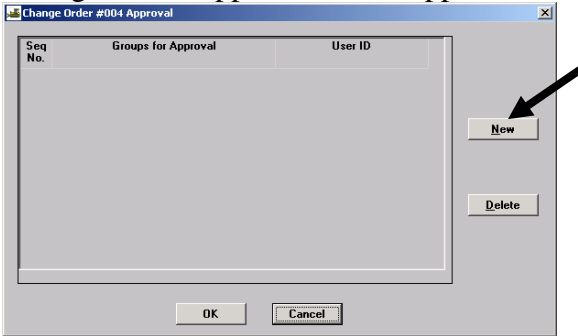 Change Order #004 Approval
Seq No.
Groups for Approval
User ID
New
Delete
OK
Cancel